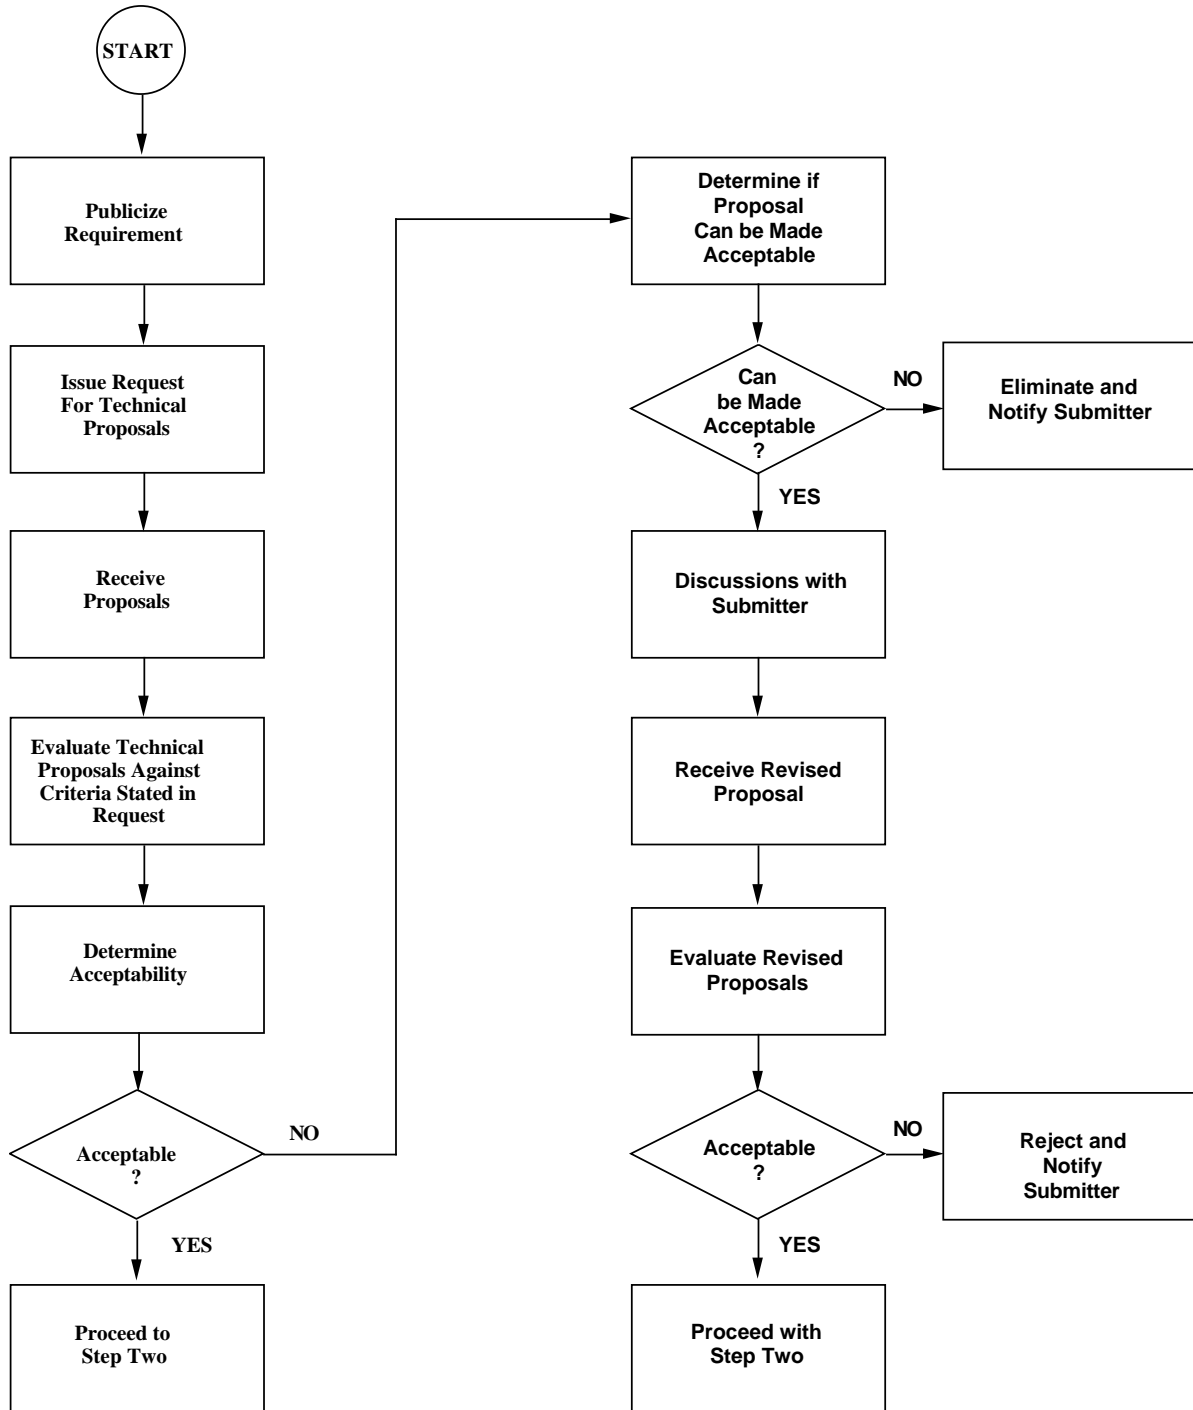 START
Publicize
Requirement
Issue Request
For Technical
Proposals
Receive
Proposals
Evaluate Technical
Proposals Against
Criteria Stated in
Request
Determine
Acceptability
Acceptable
?
NO
YES
Proceed to
Step Two
Determine if
Proposal
Can be Made
Acceptable
Can
be Made
Acceptable
?
NO
Eliminate and
Notify Submitter
YES
Discussions with
Submitter
Receive Revised
Proposal
Evaluate Revised
Proposals
Acceptable
?
NO
Reject and
Notify
Submitter
YES
Proceed with
Step Two